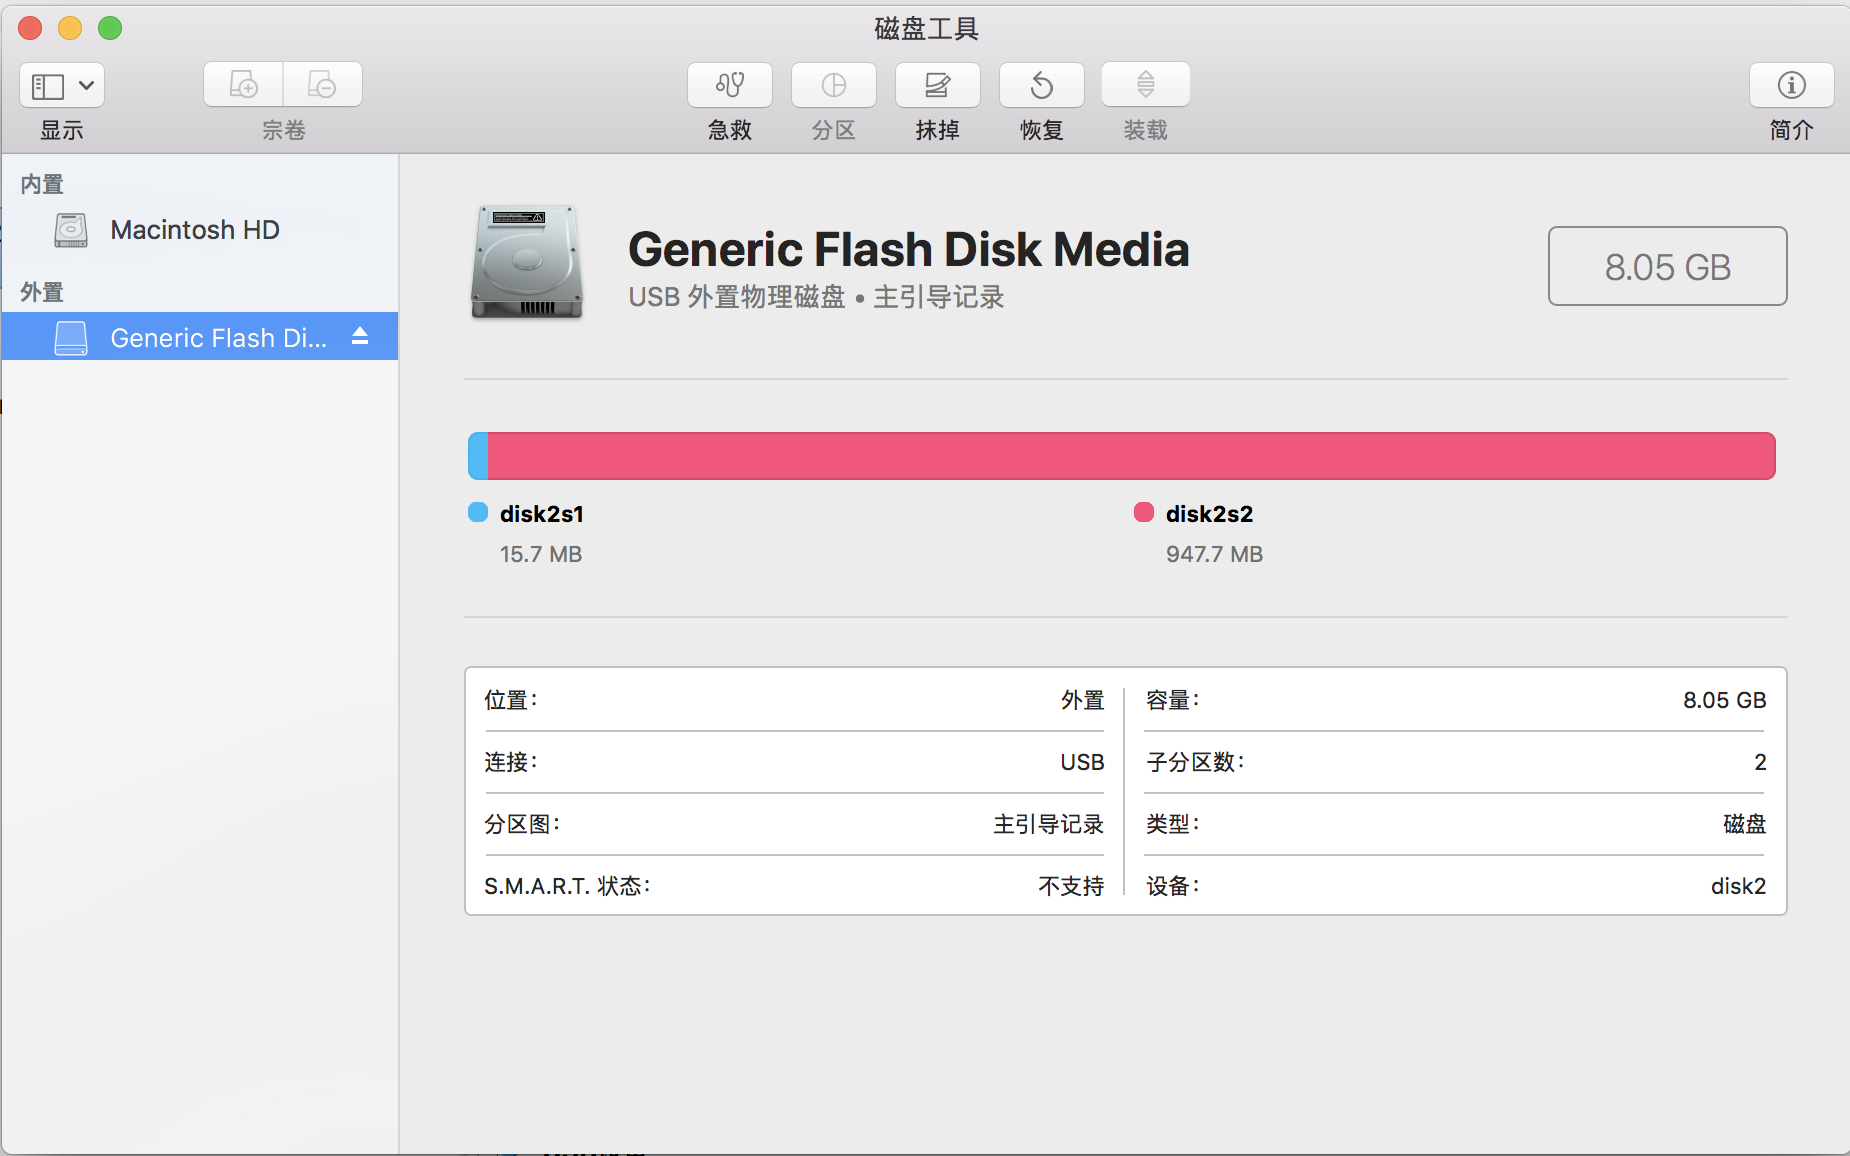 磁盘工具
显示
宗卷
急救
分区
抹掉
恢复
装载
简介
内置
Macintosh HD
外置
Generic Flash Di...
Generic Flash Disk Media
USB 外置物理磁盘 • 主引导记录
8.05 GB
disk2s1
15.7 MB
disk2s2
947.7 MB
位置： 外置
容量： 8.05 GB
连接： USB
子分区数： 2
分区图： 主引导记录
类型： 磁盘
S.M.A.R.T. 状态： 不支持
设备： disk2